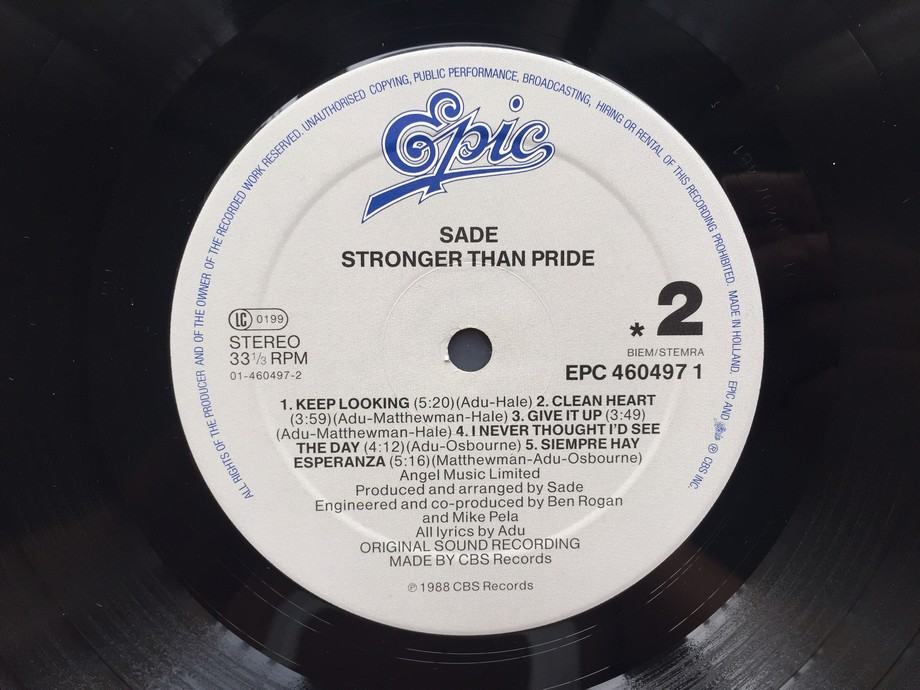 ALL RIGHTS OF THE PRODUCER AND OF THE OWNER OF THE RECORDED WORK RESERVED. UNAUTHORISED COPYING, PUBLIC PERFORMANCE, BROADCASTING, HIRING OR RENTAL OF THIS RECORDING PROHIBITED. MADE IN HOLLAND. EPIC AND ℗ CBS INC.
Epic
SADE
STRONGER THAN PRIDE
LC 0199
STEREO
33 1/3 RPM
01-460497-2
* 2
BIEM/STEMRA
EPC 460497 1
1. KEEP LOOKING (5:20)(Adu-Hale) 2. CLEAN HEART
(3:59)(Adu-Matthewman-Hale) 3. GIVE IT UP (3:49)
(Adu-Matthewman-Hale) 4. I NEVER THOUGHT I'D SEE
THE DAY (4:12)(Adu-Osbourne) 5. SIEMPRE HAY
ESPERANZA (5:16)(Matthewman-Adu-Osbourne)
Angel Music Limited
Produced and arranged by Sade
Engineered and co-produced by Ben Rogan
and Mike Pela
All lyrics by Adu
ORIGINAL SOUND RECORDING
MADE BY CBS Records
℗ 1988 CBS Records